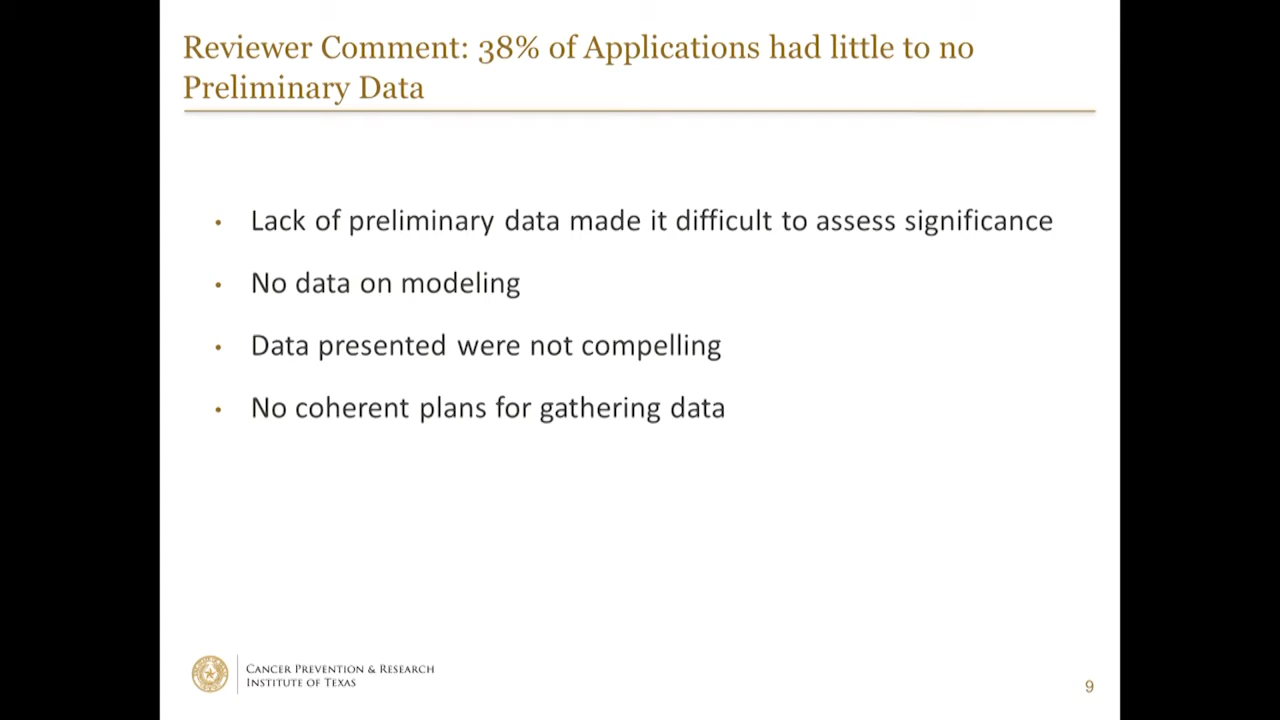 Reviewer Comment: 38% of Applications had little to no
Preliminary Data
• Lack of preliminary data made it difficult to assess significance
• No data on modeling
• Data presented were not compelling
• No coherent plans for gathering data
Cancer Prevention & Research
Institute of Texas
9